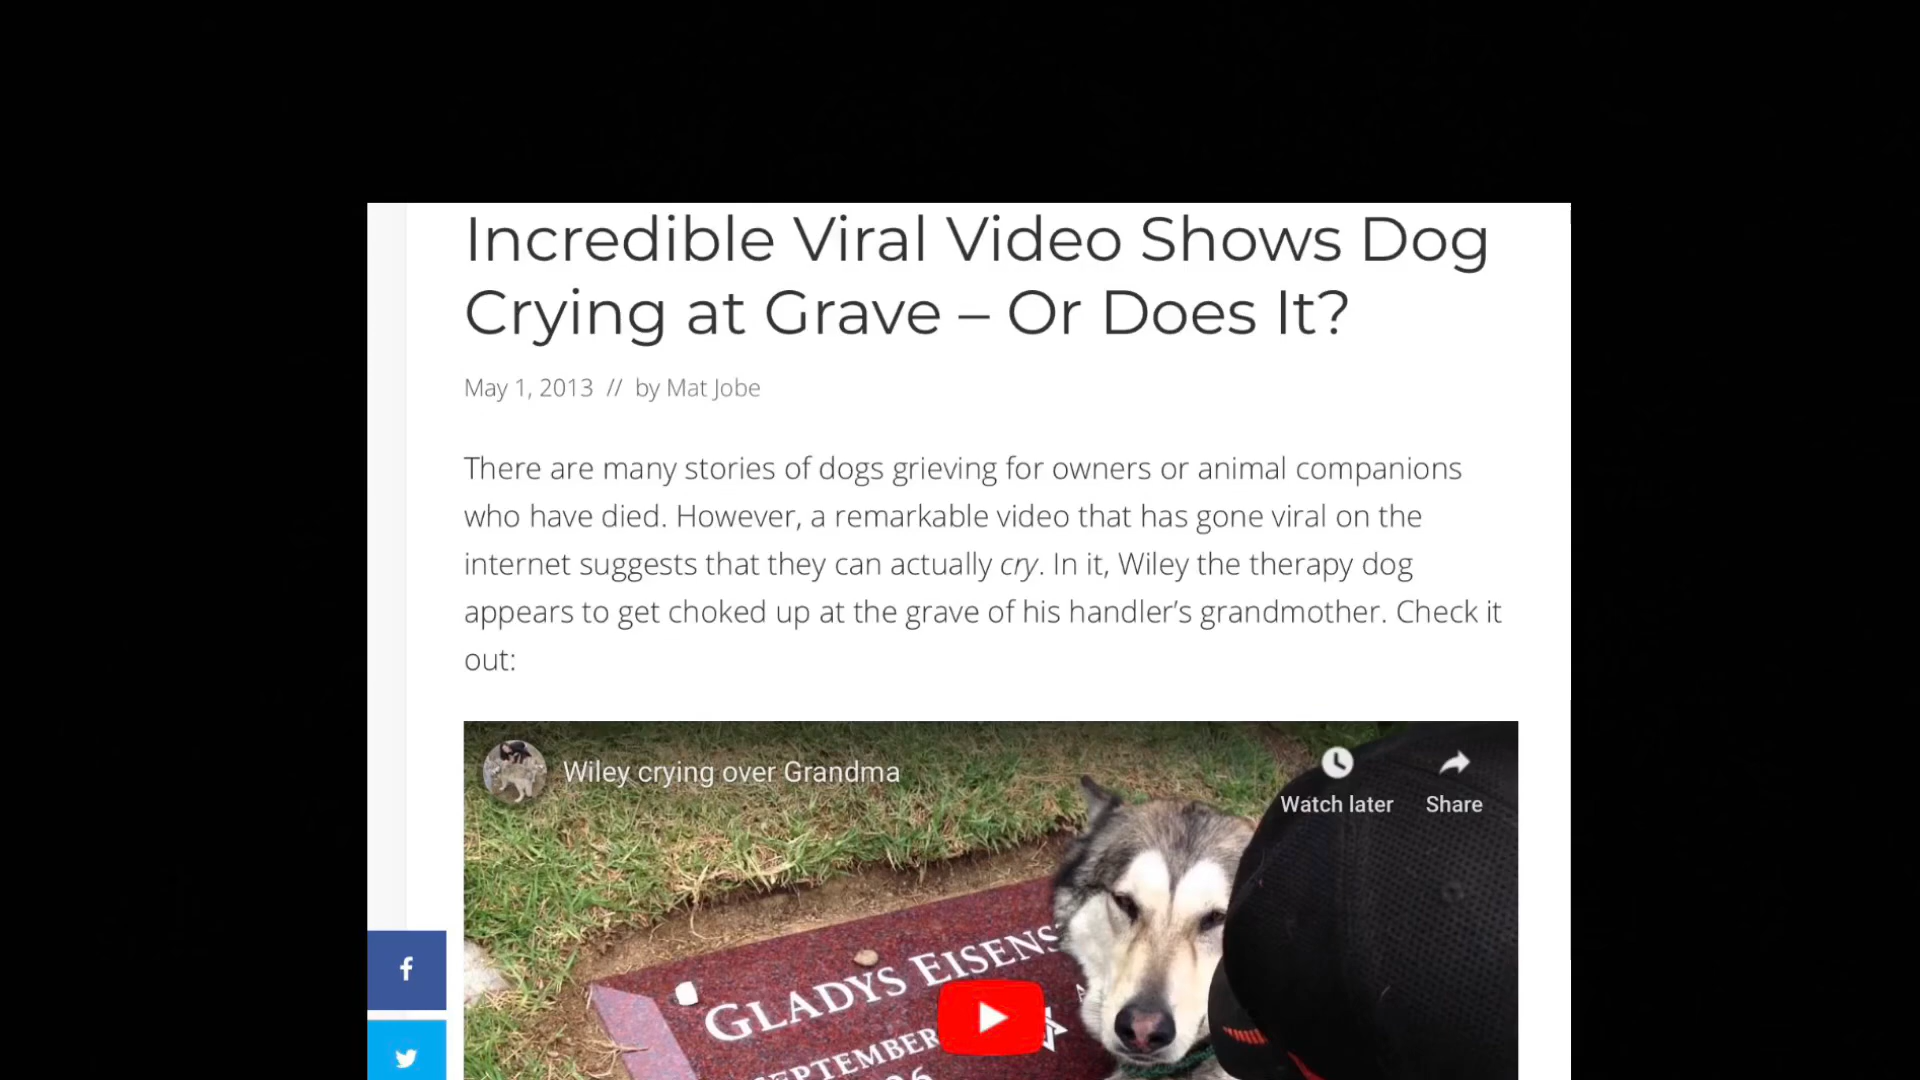 Incredible Viral Video Shows Dog
Crying at Grave – Or Does It?
May 1, 2013 // by Mat Jobe
There are many stories of dogs grieving for owners or animal companions
who have died. However, a remarkable video that has gone viral on the
internet suggests that they can actually cry. In it, Wiley the therapy dog
appears to get choked up at the grave of his handler’s grandmother. Check it
out:
Wiley crying over Grandma
Watch later
Share
GLADYS EISENS
SEPTEMBER